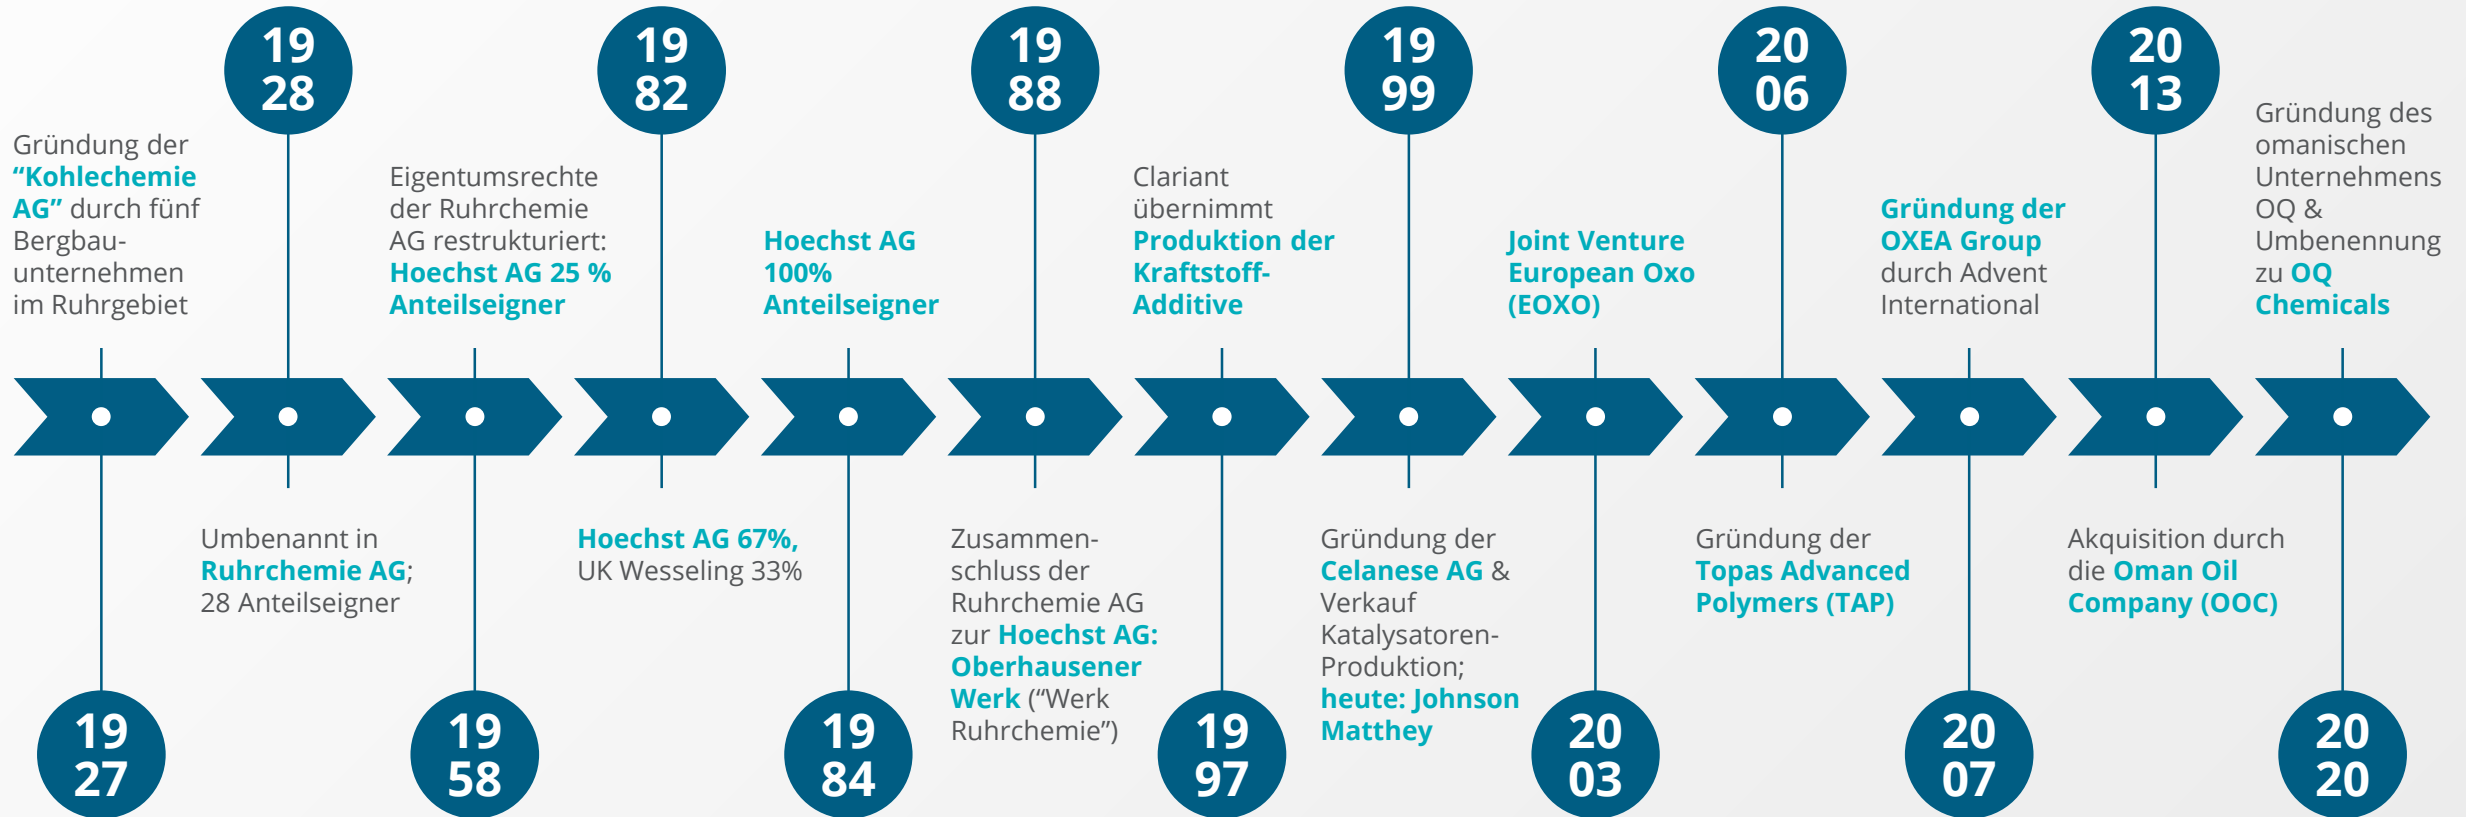 Gründung der
“Kohlechemie
AG” durch fünf
Bergbau-
unternehmen
im Ruhrgebiet
19
27
19
28
Umbenannt in
Ruhrchemie AG;
28 Anteilseigner
Eigentumsrechte
der Ruhrchemie
AG restrukturiert:
Hoechst AG 25 %
Anteilseigner
19
58
19
82
Hoechst AG 67%,
UK Wesseling 33%
Hoechst AG
100%
Anteilseigner
19
84
19
88
Zusammen-
schluss der
Ruhrchemie AG
zur Hoechst AG:
Oberhausener
Werk (“Werk
Ruhrchemie”)
Clariant
übernimmt
Produktion der
Kraftstoff-
Additive
19
97
19
99
Gründung der
Celanese AG &
Verkauf
Katalysatoren-
Produktion;
heute: Johnson
Matthey
Joint Venture
European Oxo
(EOXO)
20
03
20
06
Gründung der
Topas Advanced
Polymers (TAP)
Gründung der
OXEA Group
durch Advent
International
20
07
20
13
Akquisition durch
die Oman Oil
Company (OOC)
Gründung des
omanischen
Unternehmens
OQ &
Umbenennung
zu OQ
Chemicals
20
20